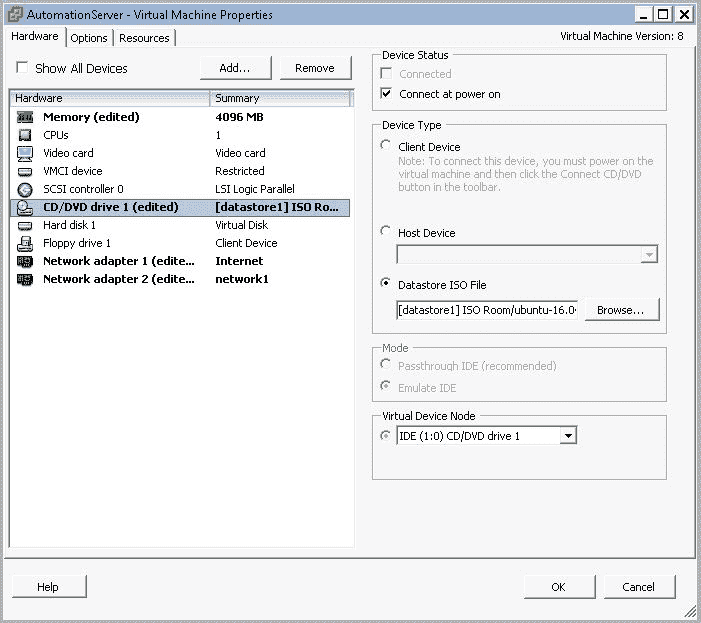 AutomationServer - Virtual Machine Properties
Hardware Options Resources
Virtual Machine Version: 8
Show All Devices
Add...
Remove
Hardware Summary
Memory (edited) 4096 MB
CPUs 1
Video card Video card
VMCI device Restricted
SCSI controller 0 LSI Logic Parallel
CD/DVD drive 1 (edited) [datastore1] ISO Ro...
Hard disk 1 Virtual Disk
Floppy drive 1 Client Device
Network adapter 1 (edite... Internet
Network adapter 2 (edite... network1
Device Status
Connected
Connect at power on
Device Type
Client Device
Note: To connect this device, you must power on the
virtual machine and then click the Connect CD/DVD
button in the toolbar.
Host Device
Datastore ISO File
[datastore1] ISO Room/ubuntu-16.0
Browse...
Mode
Passthrough IDE (recommended)
Emulate IDE
Virtual Device Node
IDE (1:0) CD/DVD drive 1
Help
OK
Cancel